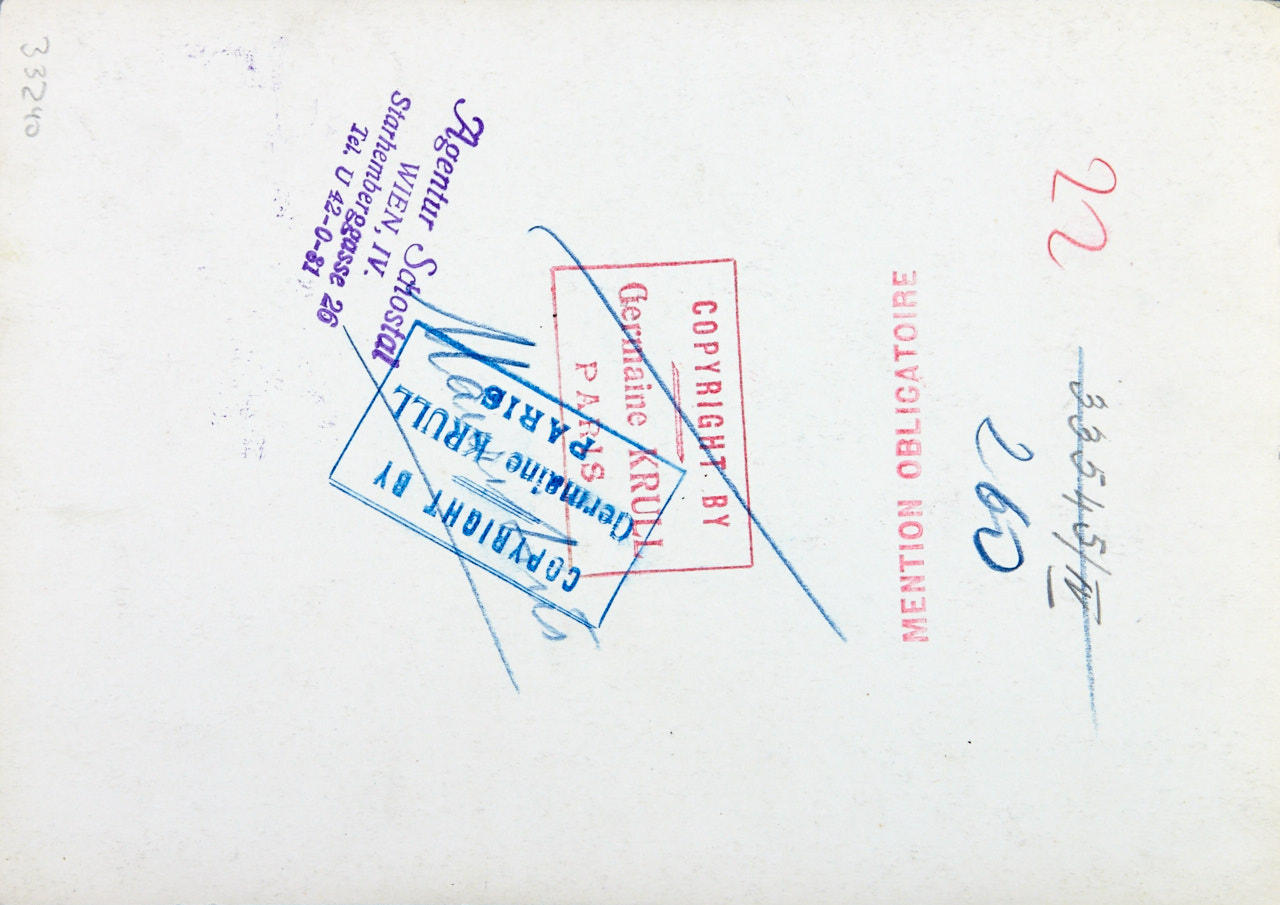 33240
Agentur Schostal
WIEN, IV.
Starhemberggasse 26
Tel. U 42-0-81
COPYRIGHT BY
Germaine KRULL
PARIS
COPYRIGHT BY
Germaine KRULL
PARIS
MENTION OBLIGATOIRE
22
260